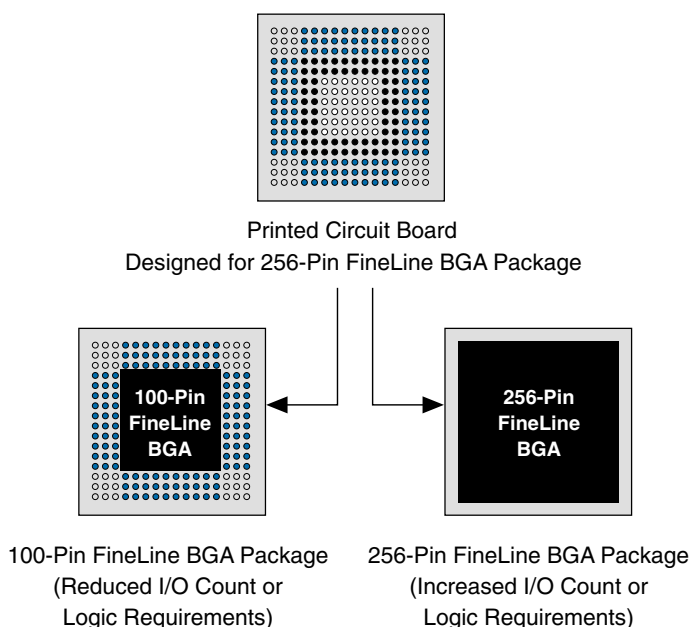 Printed Circuit Board
Designed for 256-Pin FineLine BGA Package
100-Pin
FineLine
BGA
256-Pin
FineLine
BGA
100-Pin FineLine BGA Package
(Reduced I/O Count or
Logic Requirements)
256-Pin FineLine BGA Package
(Increased I/O Count or
Logic Requirements)